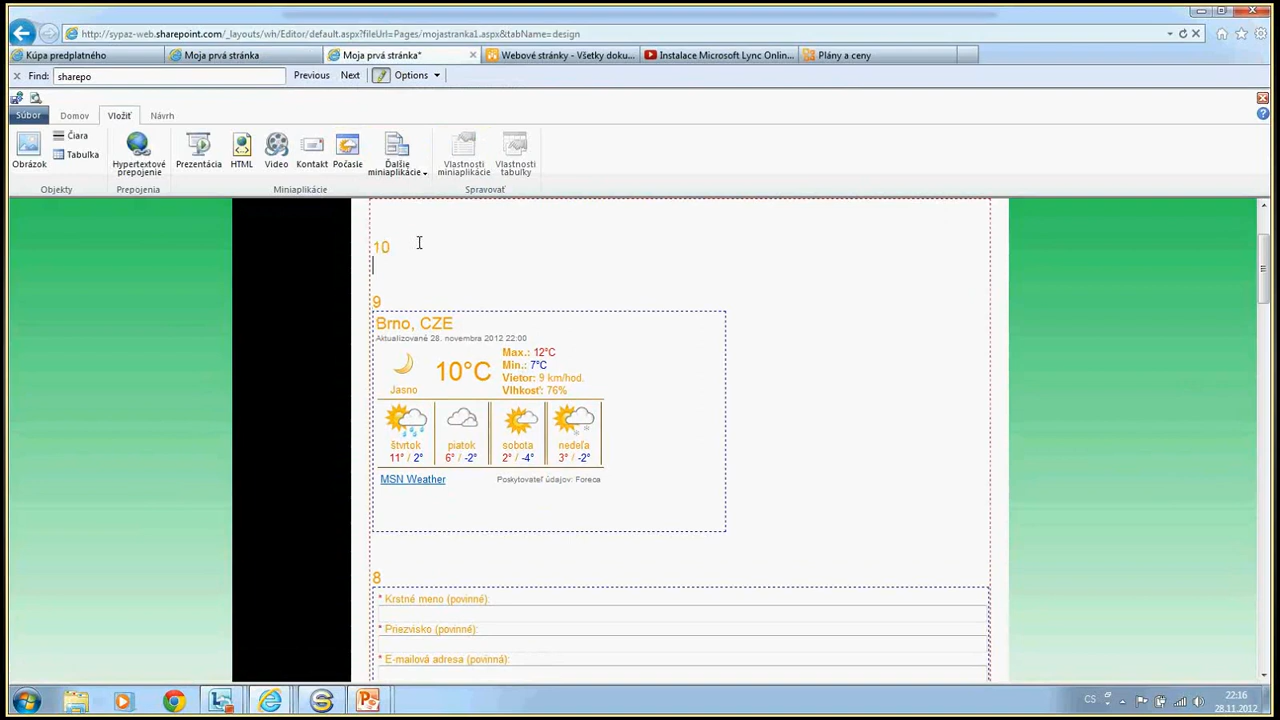 http://sypaz-web.sharepoint.com/_layouts/wh/Editor/default.aspx?fileUrl=Pages/mojastranka1.aspx&tabName=design
Kúpa predplatného
Moja prvá stránka
Moja prvá stránka*
Webové stránky - Všetky doku...
Instalace Microsoft Lync Onlin...
Plány a ceny
Find: sharepo Previous Next Options
Súbor Domov Vložiť Návrh
Obrázok
Čiara
Tabulka
Hypertextové
prepojenie
Prezentácia HTML Video Kontakt Počasie
Ďalšie
miniaplikácie
Vlastnosti
miniaplikácie
Vlastnosti
tabuľky
Objekty Prepojenia Miniaplikácie Spravovať
10
9
Brno, CZE
Aktualizované 28. novembra 2012 22:00
10°C
Jasno
Max.: 12°C
Min.: 7°C
Vietor: 9 km/hod.
Vlhkosť: 76%
štvrtok piatok sobota nedeľa
11° / 2° 6° / -2° 2° / -4° 3° / -2°
MSN Weather Poskytovateľ údajov: Foreca
8
* Krstné meno (povinné):
* Priezvisko (povinné):
* E-mailová adresa (povinná):
CS
22:16
28.11.2012